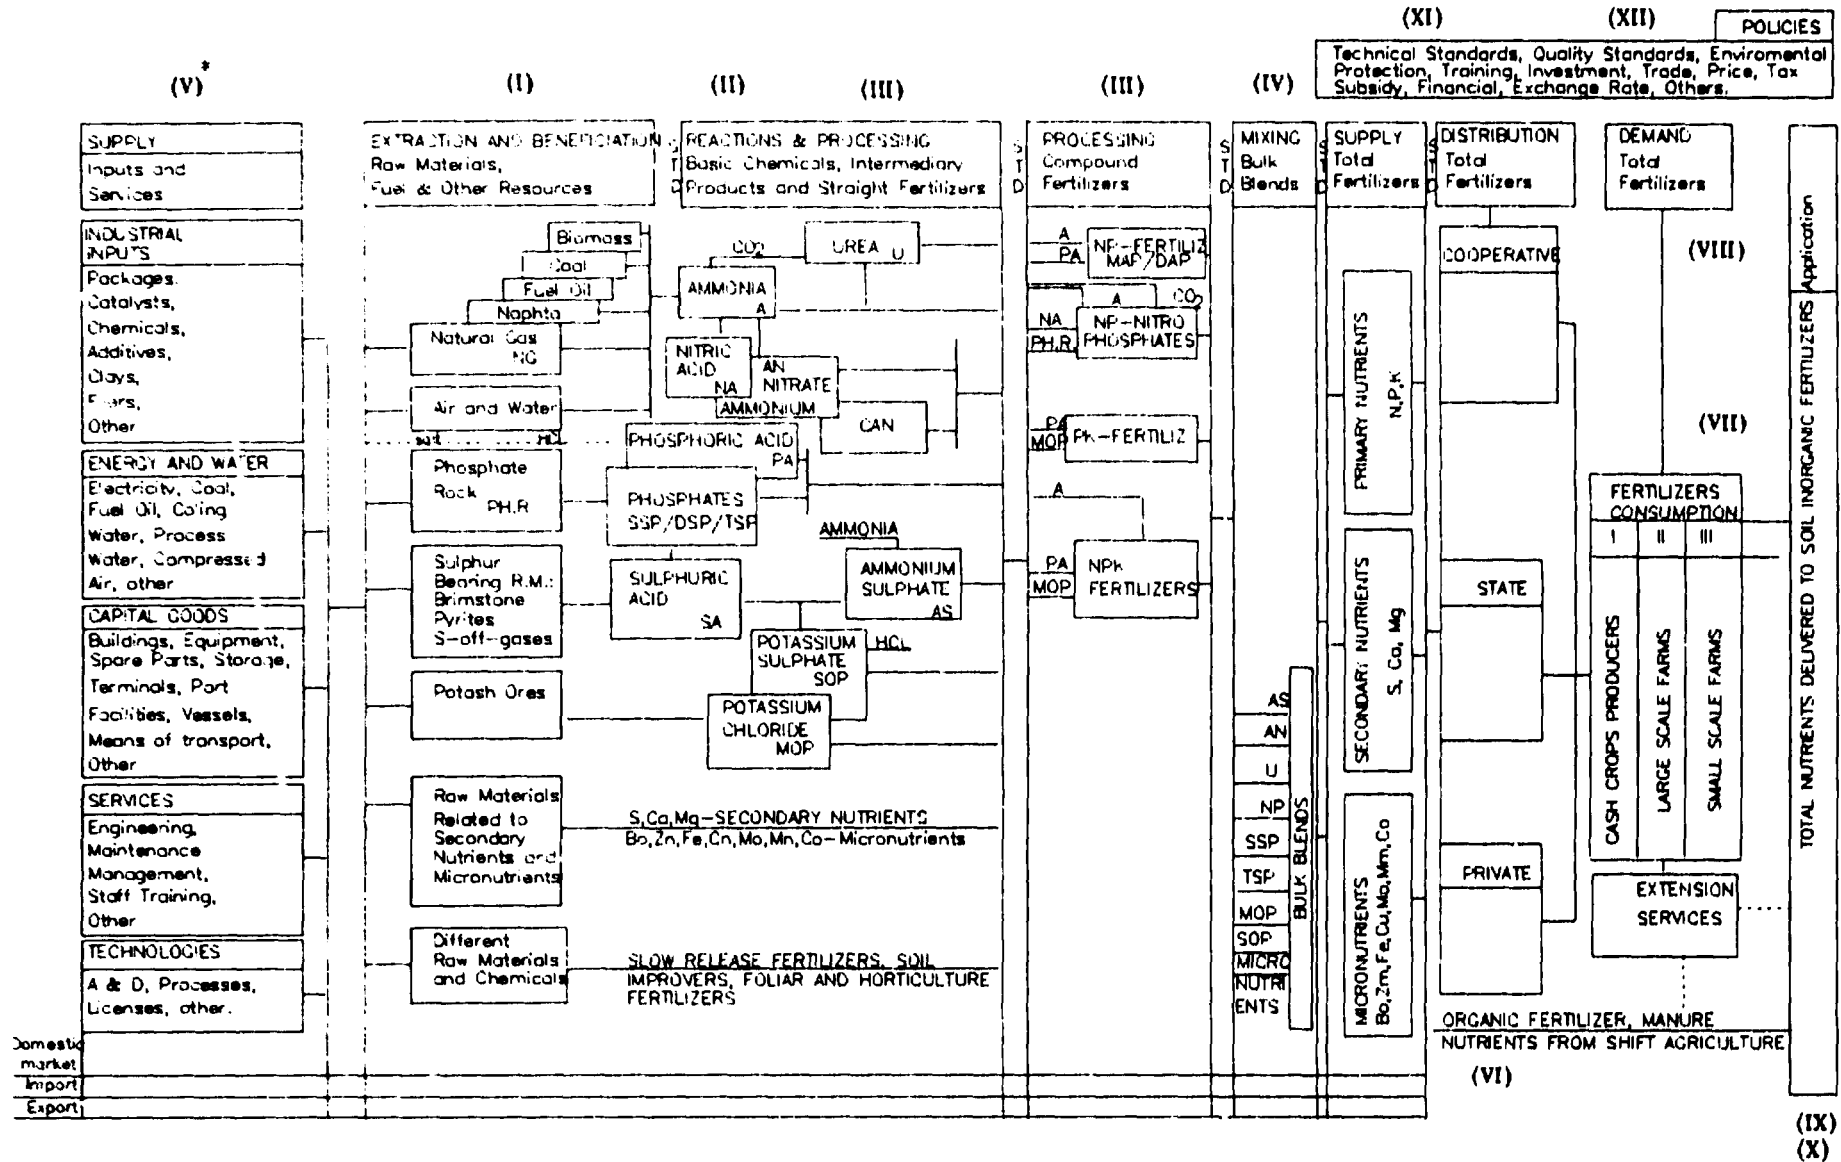 (XI)
(XII)
POLICIES
Technical Standards, Quality Standards, Enviromental
Protection, Training, Investment, Trade, Price, Tax
Subsidy, Financial, Exchange Rate, Others.
(V)*
(I)
(II)
(III)
(III)
(IV)
SUPPLY
Inputs and
Services
EXTRACTION AND BENEFICIATION
Raw Materials,
Fuel & Other Resources
S
T
D
REACTIONS & PROCESSING
Basic Chemicals, Intermediary
Products and Straight Fertilizers
S
T
D
PROCESSING
Compound
Fertilizers
S
T
D
MIXING
Bulk
Blends
S
T
D
SUPPLY
Total
Fertilizers
S
T
D
DISTRIBUTION
Total
Fertilizers
DEMAND
Total
Fertilizers
INDUSTRIAL
INPUTS
Packages.
Catalysts,
Chemicals,
Additives,
Clays,
Fillers,
Other
ENERGY AND WATER
Electricity, Coal,
Fuel Oil, Coling
Water, Process
Water, Compressed
Air, other
CAPITAL GOODS
Buildings, Equipment,
Spare Parts, Storage,
Terminals, Port
Facilities, Vessels,
Means of transport,
Other
SERVICES
Engineering,
Maintenance
Management,
Staff Training,
Other
TECHNOLOGIES
A & D, Processes,
Licenses, other.
Domestic
market
Import
Export
Biomass
Coal
Fuel Oil
Naphta
Natural Gas
NG
Air and Water
HCL
Phosphate
Rock
PH.R
Sulphur
Bearing R.M.:
Brimstone
Pyrites
S-off-gases
Potash Ores
Raw Materials
Related to
Secondary
Nutrients and
Micronutrients
Different
Raw Materials
and Chemicals
CO2
UREA
U
AMMONIA
A
NITRIC
ACID
NA
AN
NITRATE
AMMONIUM
CAN
PHOSPHORIC ACID
PA
PHOSPHATES
SSP/DSP/TSP
AMMONIA
SULPHURIC
ACID
SA
AMMONIUM
SULPHATE
AS
POTASSIUM
SULPHATE
SOP
HCL
POTASSIUM
CHLORIDE
MOP
S,Ca,Mg-SECONDARY NUTRIENTS
Bo,Zn,Fe,Cn,Mo,Mn,Co-Micronutrients
SLOW RELEASE FERTILIZERS, SOIL
IMPROVERS, FOLIAR AND HORTICULTURE
FERTILIZERS
A
PA
NP-FERTILIZ
MAP/DAP
A
CO2
NA
PH.R.
NP-NITRO
PHOSPHATES
PA
MOP
PK-FERTILIZ
A
PA
MOP
NPK
FERTILIZERS
AS
AN
U
NP
SSP
TSP
MOP
SOP
MICRO
NUTRI
ENTS
BULK BLENDS
PRIMARY NUTRIENTS
N,P,K
SECONDARY NUTRIENTS
S, Ca, Mg
MICRONUTRIENTS
Bo,Zm,Fe,Cu,Mo,Mm,Co
COOPERATIVE
STATE
PRIVATE
(VIII)
(VII)
FERTILIZERS
CONSUMPTION
I
II
III
CASH CROPS PRODUCERS
LARGE SCALE FARMS
SMALL SCALE FARMS
EXTENSION
SERVICES
ORGANIC FERTILIZER, MANURE
NUTRIENTS FROM SHIFT AGRICULTURE
(VI)
Application
TOTAL NUTRIENTS DELIVERED TO SOIL INORGANIC FERTILIZERS
(IX)
(X)